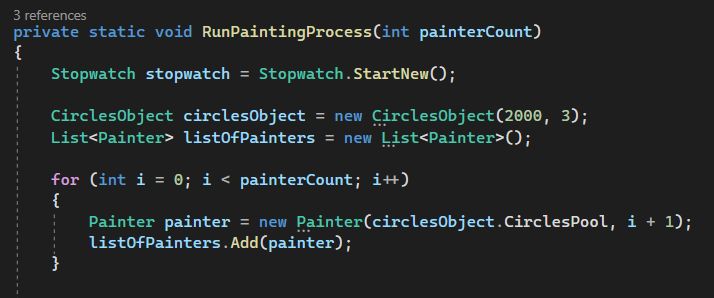 3 references
private static void RunPaintingProcess(int painterCount)
{
    Stopwatch stopwatch = Stopwatch.StartNew();

    CirclesObject circlesObject = new CirclesObject(2000, 3);
    List<Painter> listOfPainters = new List<Painter>();

    for (int i = 0; i < painterCount; i++)
    {
        Painter painter = new Painter(circlesObject.CirclesPool, i + 1);
        listOfPainters.Add(painter);
    }